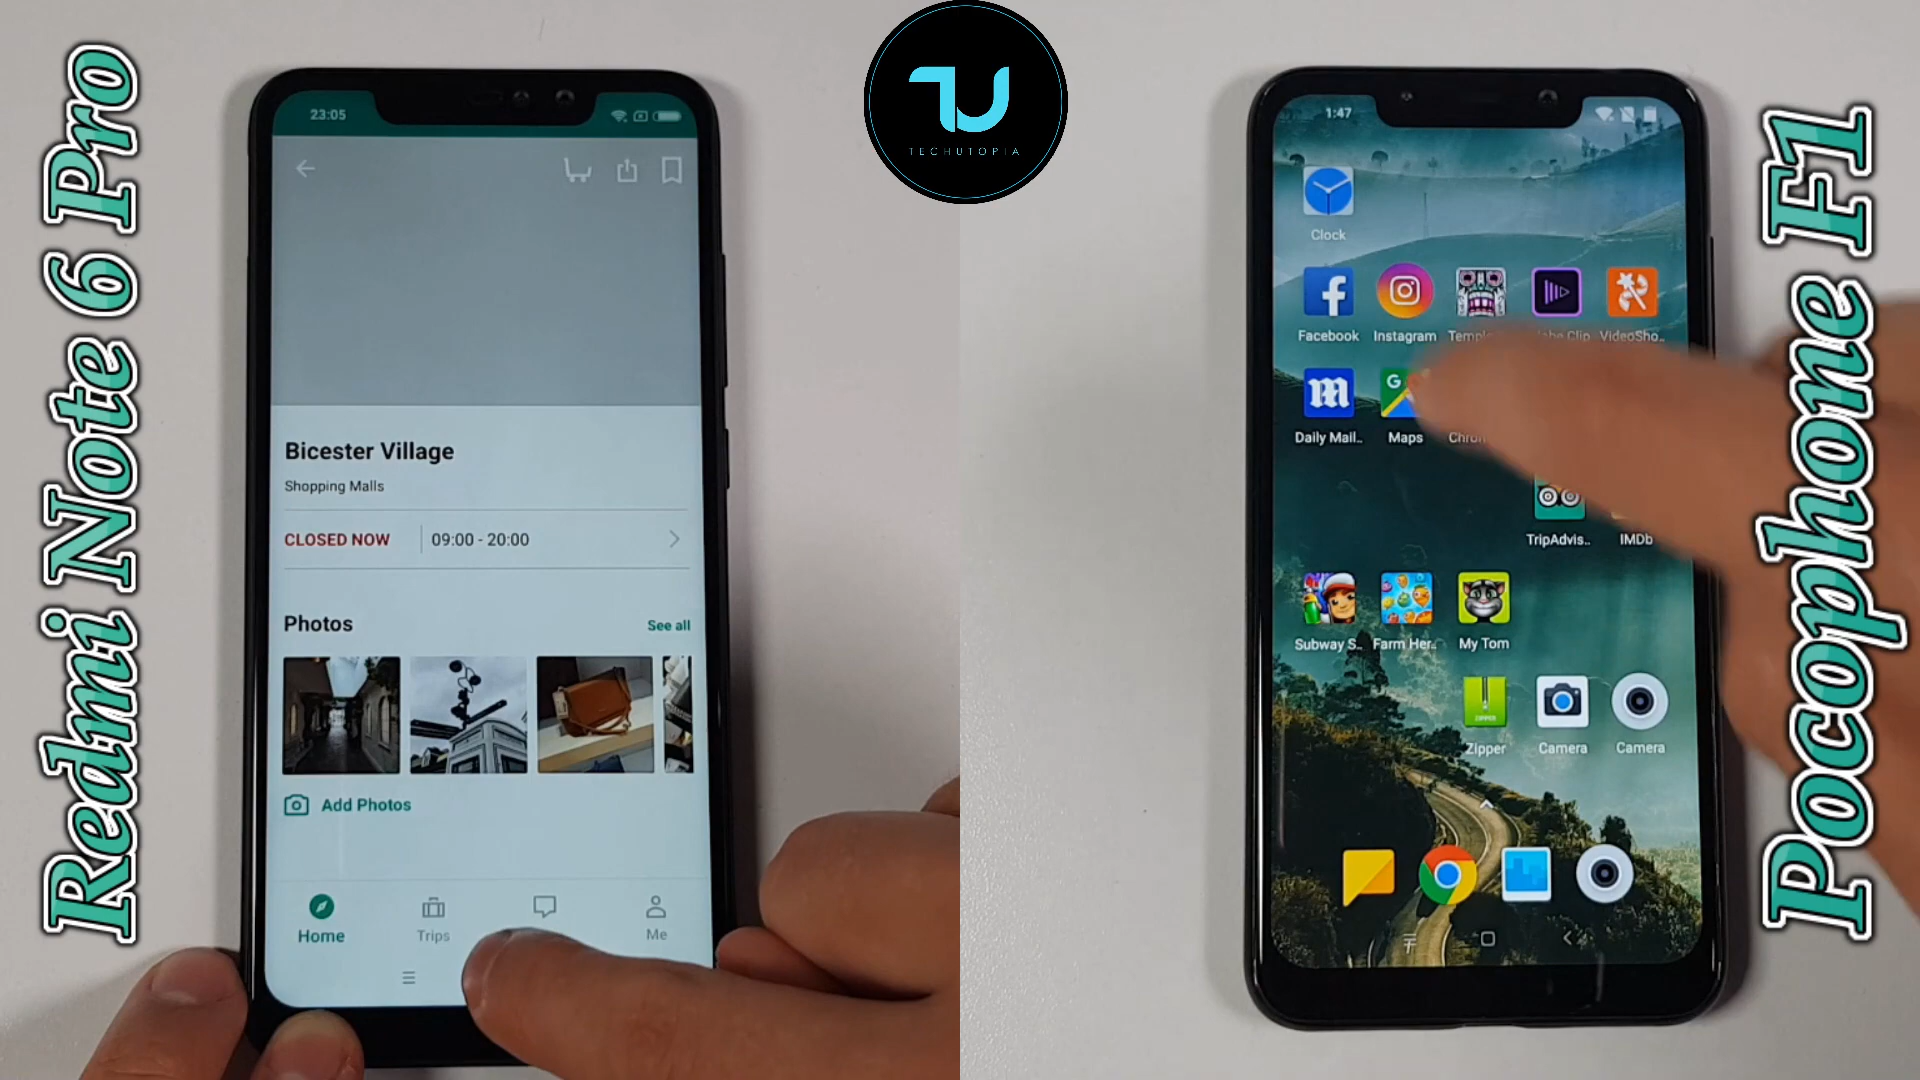 Redmi Note 6 Pro
23:05
Bicester Village
Shopping Malls
CLOSED NOW
09:00 - 20:00
Photos
See all
Add Photos
Home
Trips
Me
TU
TECHUTOPIA
1:47
Clock
Facebook
Instagram
VideoSho..
Daily Mail..
Maps
TripAdvis..
IMDb
Subway S..
Farm Her..
My Tom
ZIPPER
Zipper
Camera
Camera
Pocophone F1